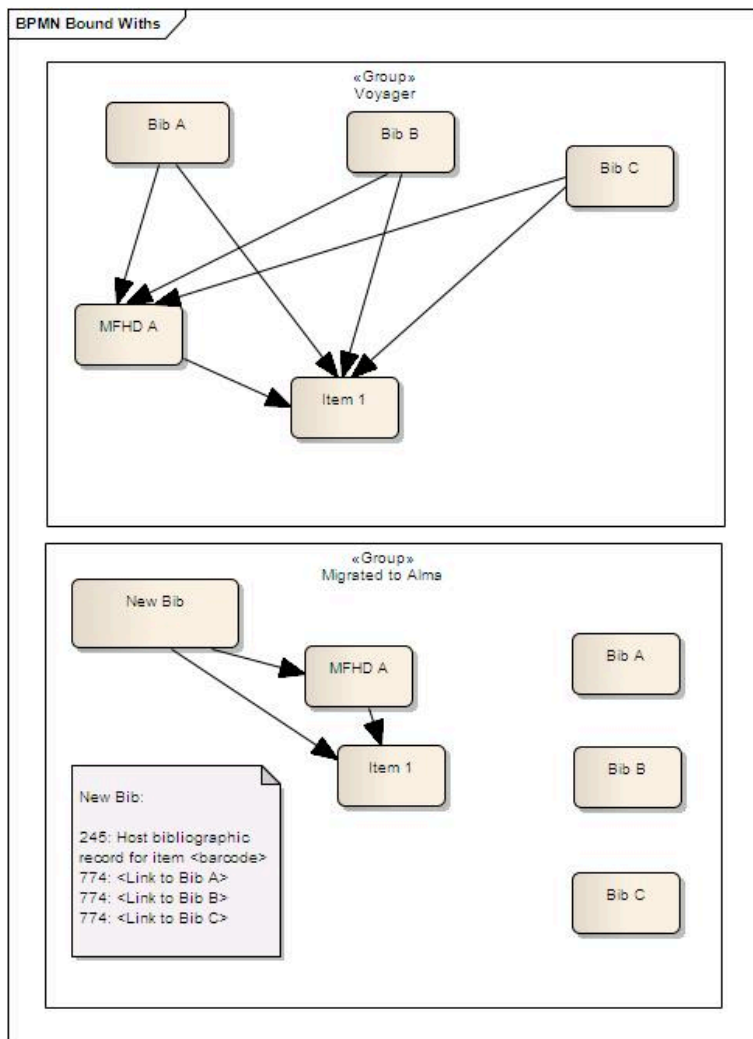 BPMN Bound Withs
«Group»
Voyager
Bib A
Bib B
Bib C
MFHD A
Item 1
«Group»
Migrated to Alma
New Bib
MFHD A
Bib A
Item 1
Bib B
New Bib:
245: Host bibliographic
record for item <barcode>
774: <Link to Bib A>
774: <Link to Bib B>
774: <Link to Bib C>
Bib C